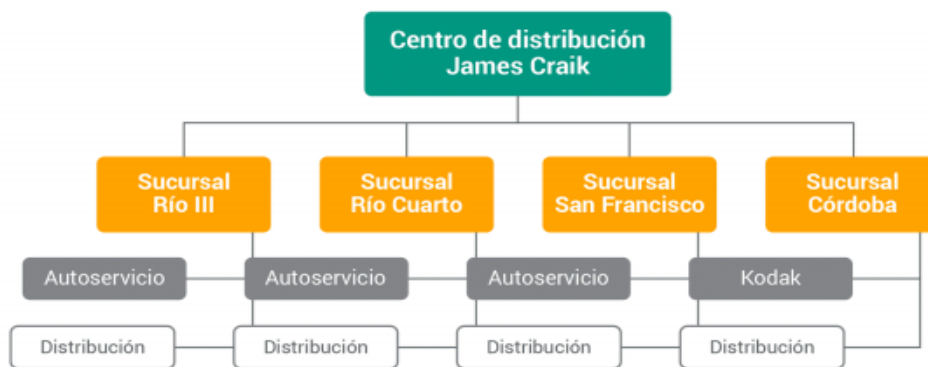 Centro de distribución
James Craik
Sucursal
Río III
Sucursal
Río Cuarto
Sucursal
San Francisco
Sucursal
Córdoba
Autoservicio
Autoservicio
Autoservicio
Kodak
Distribución
Distribución
Distribución
Distribución